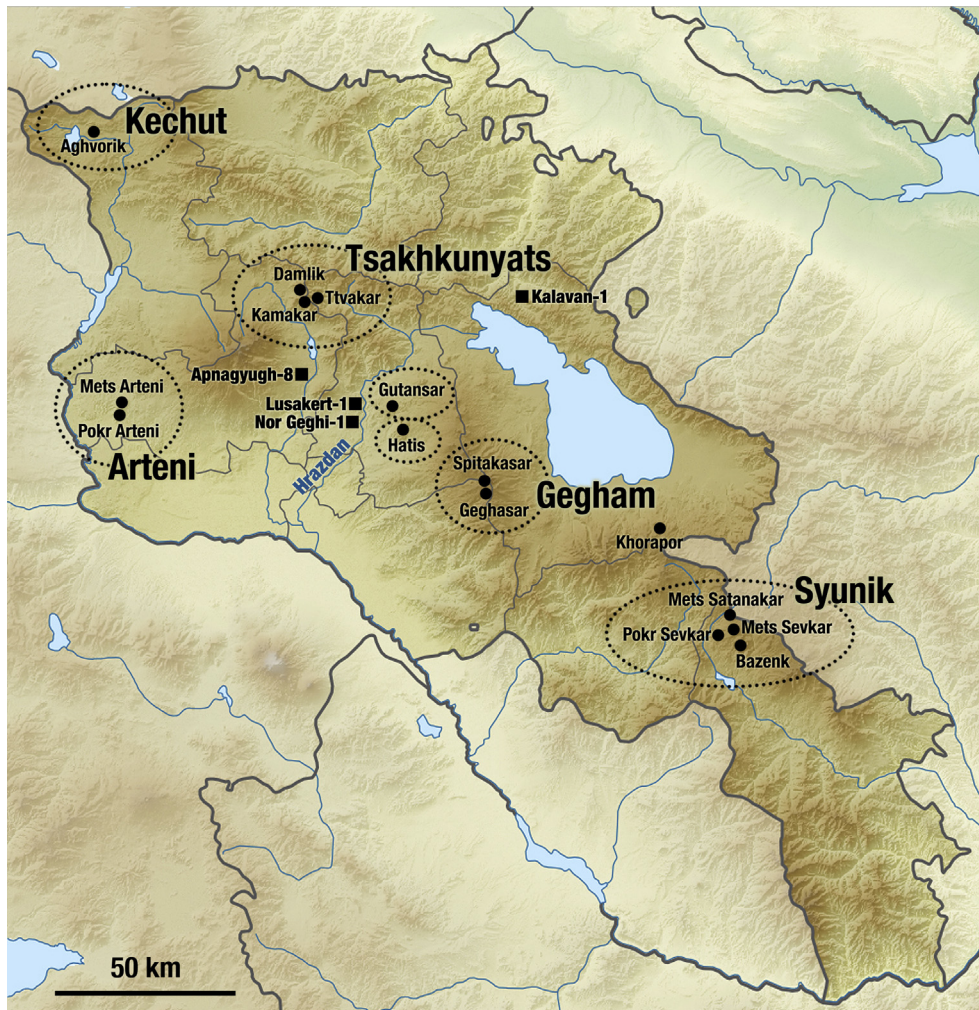 Kechut
Aghvorik
Tsakhkunyats
Damlik
Ttvakar
Kamakar
Kalavan-1
Apnagyugh-8
Mets Arteni
Pokr Arteni
Arteni
Gutansar
Lusakert-1
Nor Geghi-1
Hatis
Hrazdan
Spitakasar
Geghasar
Gegham
Khorapor
Syunik
Mets Satanakar
Pokr Sevkar
Mets Sevkar
Bazenk
50 km